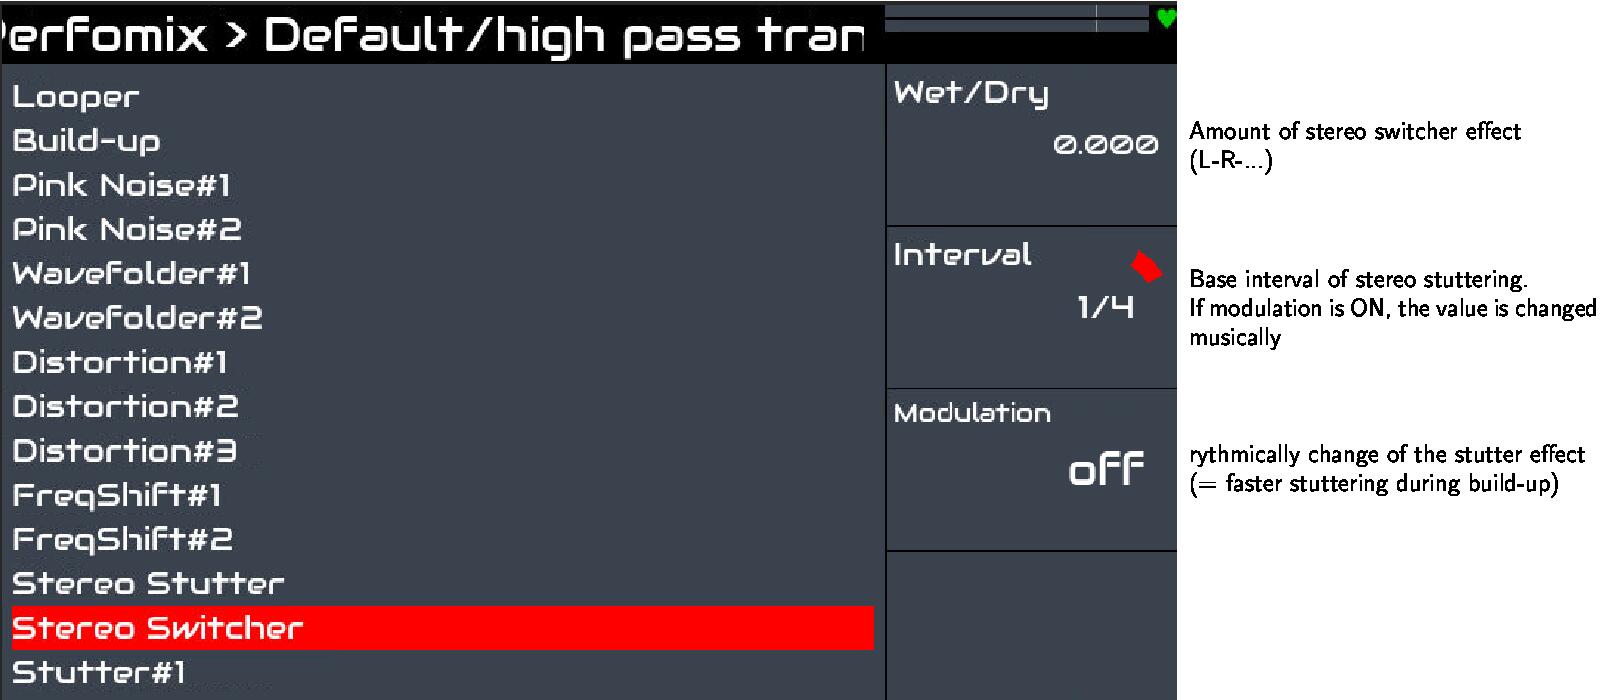 Perfomix > Default/high pass tran
Looper
Build-up
Pink Noise#1
Pink Noise#2
Wavefolder#1
Wavefolder#2
Distortion#1
Distortion#2
Distortion#3
FreqShift#1
FreqShift#2
Stereo Stutter
Stereo Switcher
Stutter#1
Wet/Dry
0.000
Amount of stereo switcher effect
(L-R-...)
Interval
1/4
Base interval of stereo stuttering.
If modulation is ON, the value is changed
musically
Modulation
off
rythmically change of the stutter effect
(= faster stuttering during build-up)